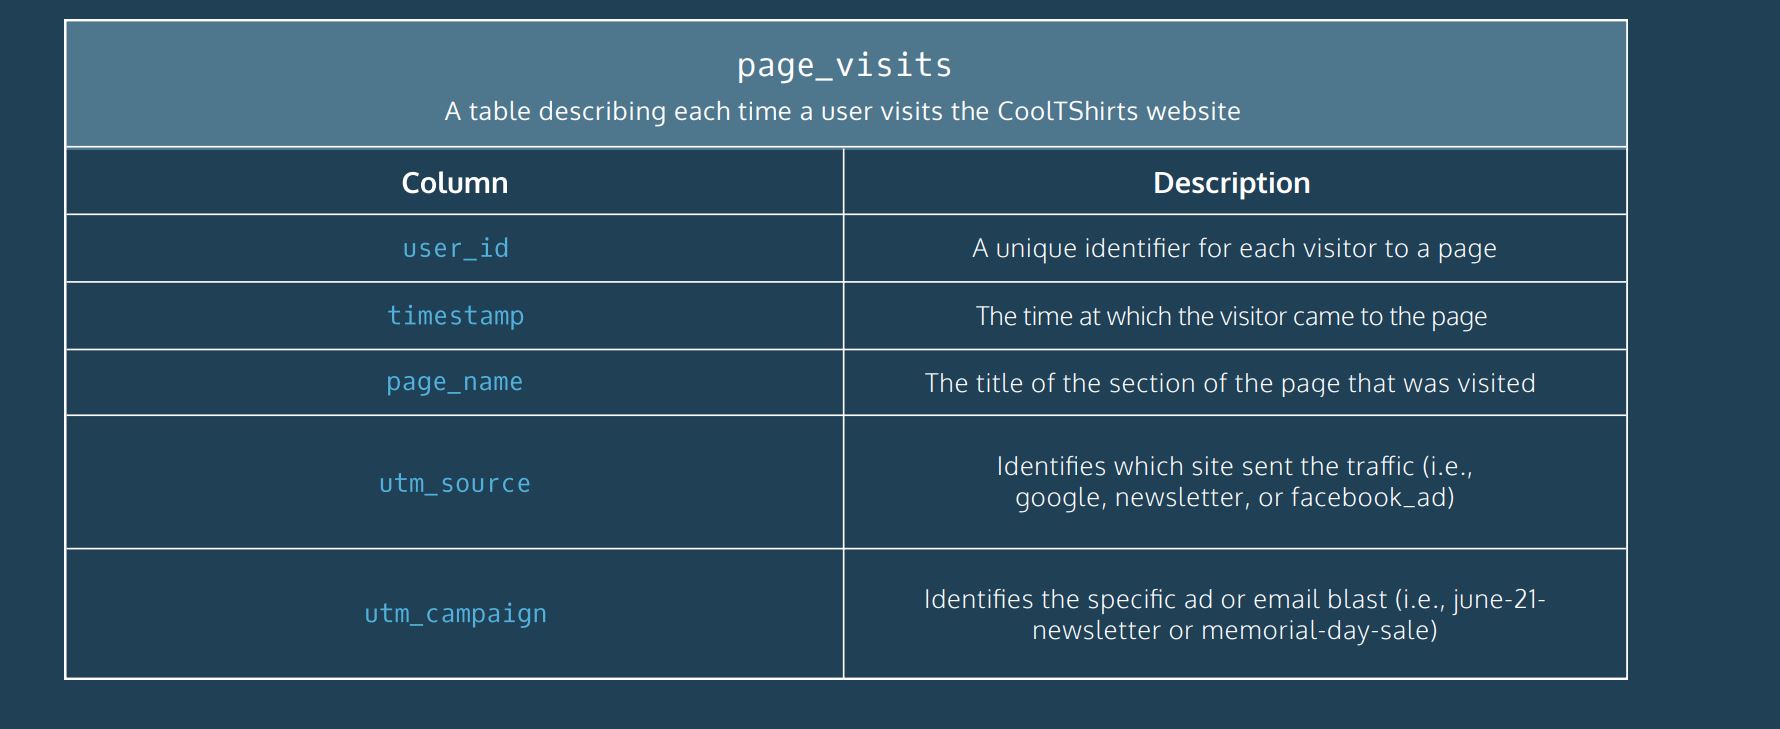 page_visits
A table describing each time a user visits the CoolTShirts website
Column
Description
user_id
A unique identifier for each visitor to a page
timestamp
The time at which the visitor came to the page
page_name
The title of the section of the page that was visited
utm_source
Identifies which site sent the traffic (i.e.,
google, newsletter, or facebook_ad)
utm_campaign
Identifies the specific ad or email blast (i.e., june-21-
newsletter or memorial-day-sale)